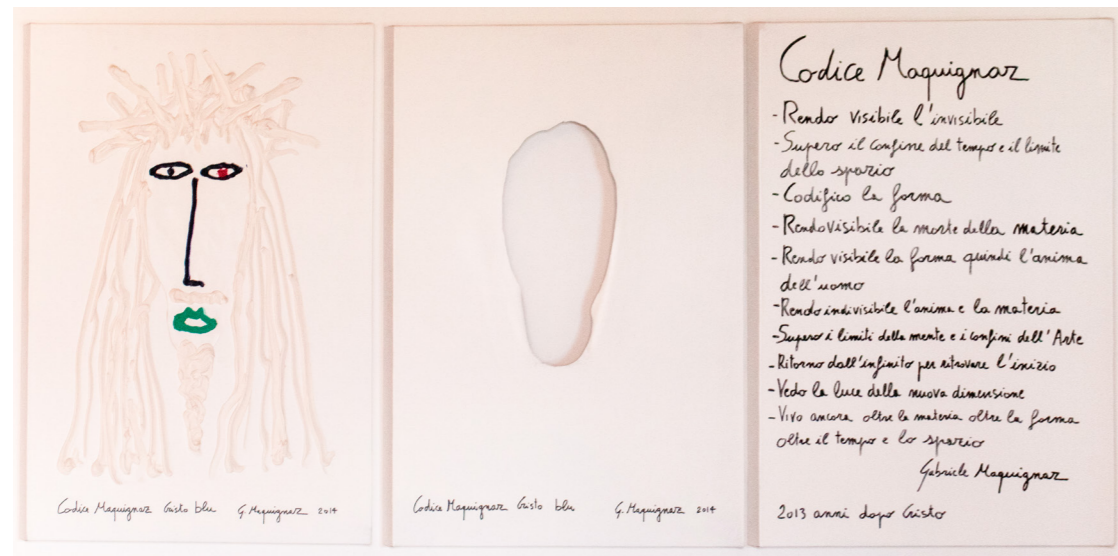 Codice Maquignaz Cristo blu G. Maquignaz 2014
Codice Maquignaz Cristo blu G. Maquignaz 2014
Codice Maquignaz
- Rendo visibile l'invisibile
- Supero il confine del tempo e il limite
dello spazio
- Codifico la forma
- Rendo visibile la morte della materia
- Rendo visibile la forma quindi l'anima
dell'uomo
- Rendo indivisibile l'anima e la materia
- Supero i limiti della mente e i confini dell'Arte
- Ritorno dall'infinito per ritrovare l'inizio
- Vedo la luce della nuova dimensione
- Vivo ancora oltre la materia oltre la forma
oltre il tempo e lo spazio
Gabriele Maquignaz
2013 anni dopo Cristo